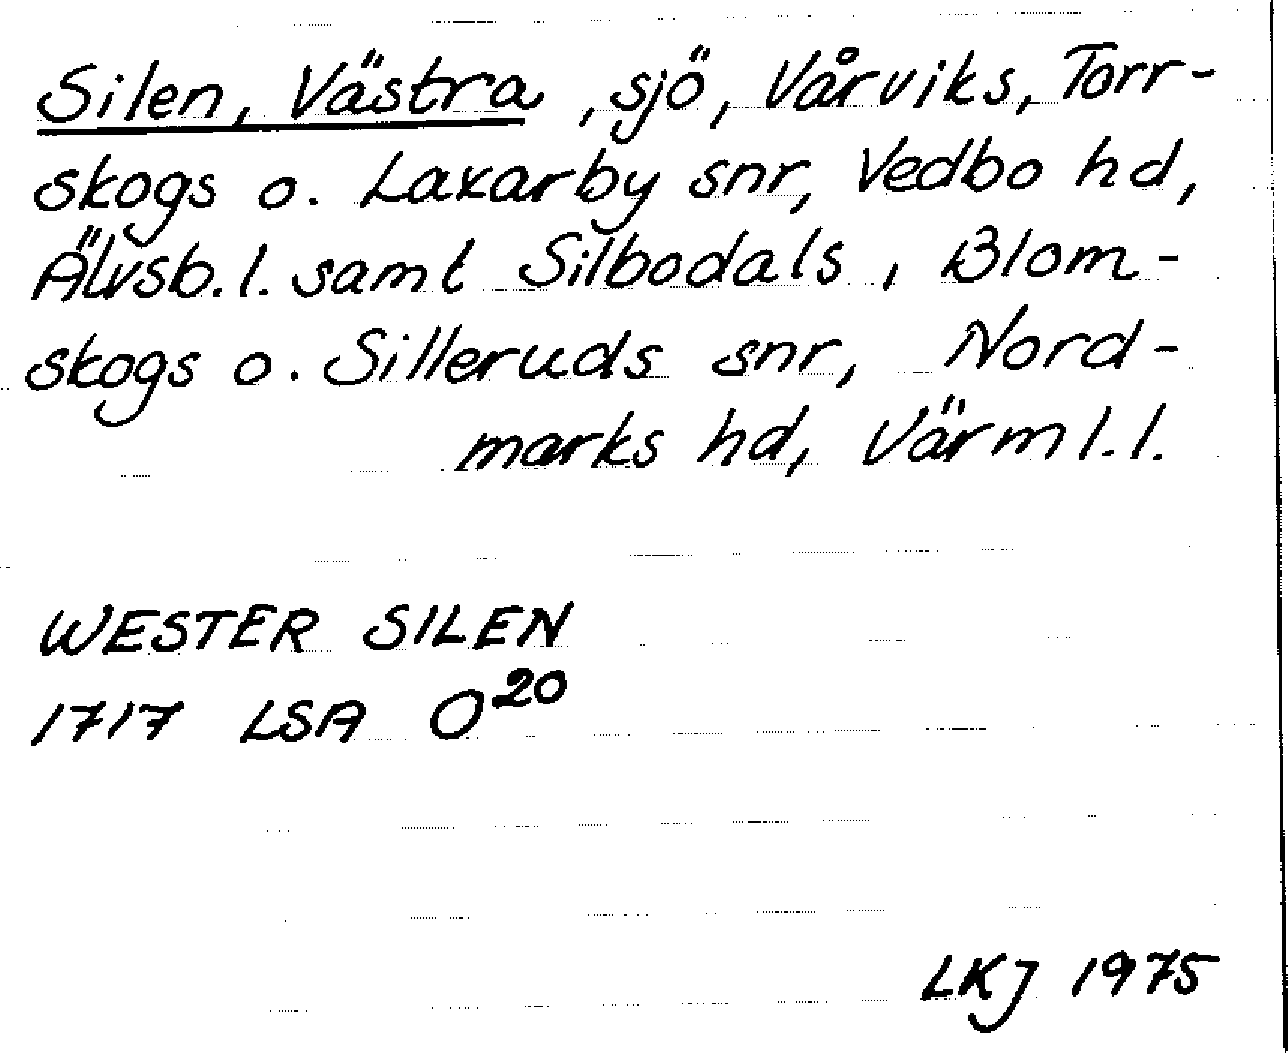 Silen, Västra, sjö, Vårviks, Torr-
skogs o. Laxarby snr, Vedbo hd,
Älvsb.l. samt Silbodals, Blom-
skogs o. Silleruds snr, Nord-
marks hd, Värml.l.
WESTER SILEN
1717 LSA O²⁰
LKJ 1975